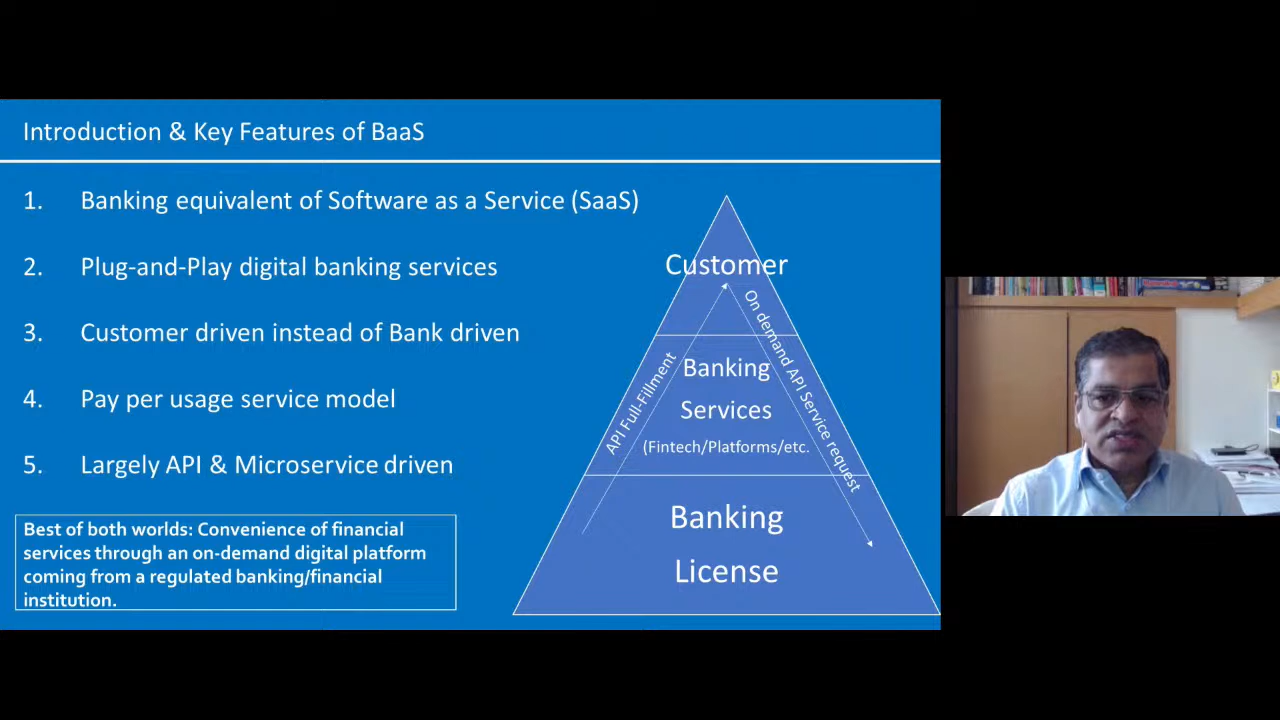 Introduction & Key Features of BaaS
1. Banking equivalent of Software as a Service (SaaS)
2. Plug-and-Play digital banking services
3. Customer driven instead of Bank driven
4. Pay per usage service model
5. Largely API & Microservice driven
Best of both worlds: Convenience of financial
services through an on-demand digital platform
coming from a regulated banking/financial
institution.
Customer
API Full-Fillment
On demand API Service request
Banking
Services
(Fintech/Platforms/etc.
Banking
License